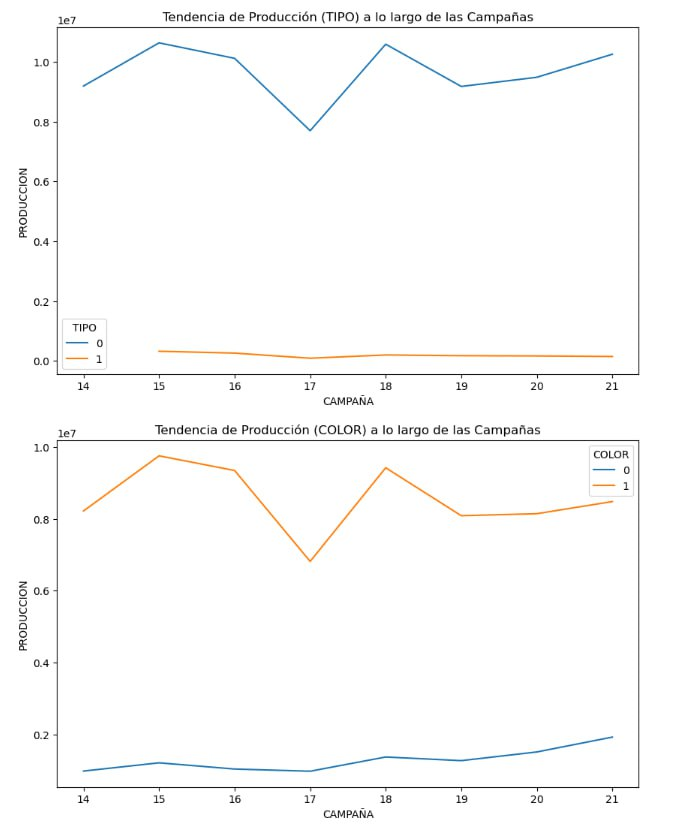 Tendencia de Producción (TIPO) a lo largo de las Campañas
1e7
1.0
0.8
0.6
0.4
0.2
0.0
PRODUCCION
TIPO
0
1
14 15 16 17 18 19 20 21
CAMPAÑA
Tendencia de Producción (COLOR) a lo largo de las Campañas
1e7
1.0
0.8
0.6
0.4
0.2
PRODUCCION
COLOR
0
1
14 15 16 17 18 19 20 21
CAMPAÑA